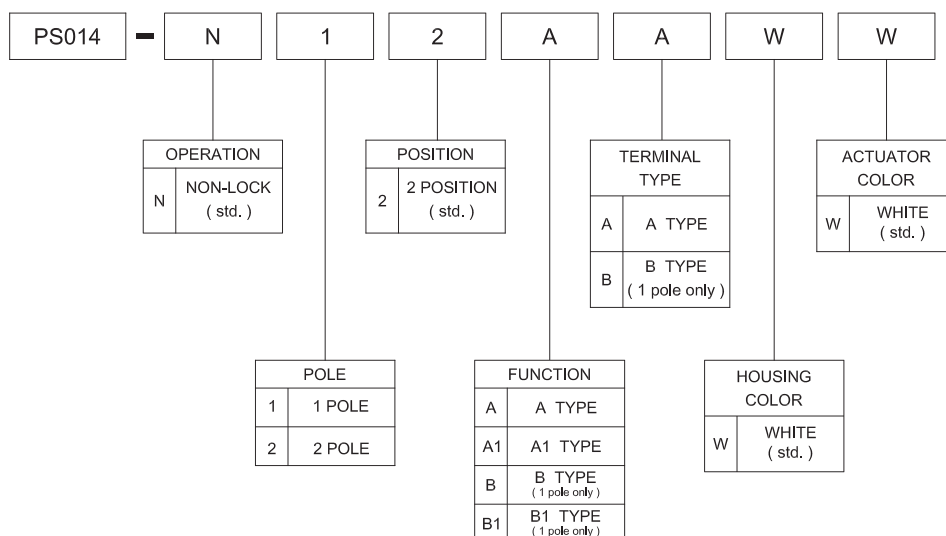 PS014 - N 1 2 A A W W
OPERATION
N NON-LOCK
( std. )
POSITION
2 2 POSITION
( std. )
TERMINAL
TYPE
A A TYPE
B B TYPE
( 1 pole only )
ACTUATOR
COLOR
W WHITE
( std. )
POLE
1 1 POLE
2 2 POLE
FUNCTION
A A TYPE
A1 A1 TYPE
B B TYPE
( 1 pole only )
B1 B1 TYPE
( 1 pole only )
HOUSING
COLOR
W WHITE
( std. )